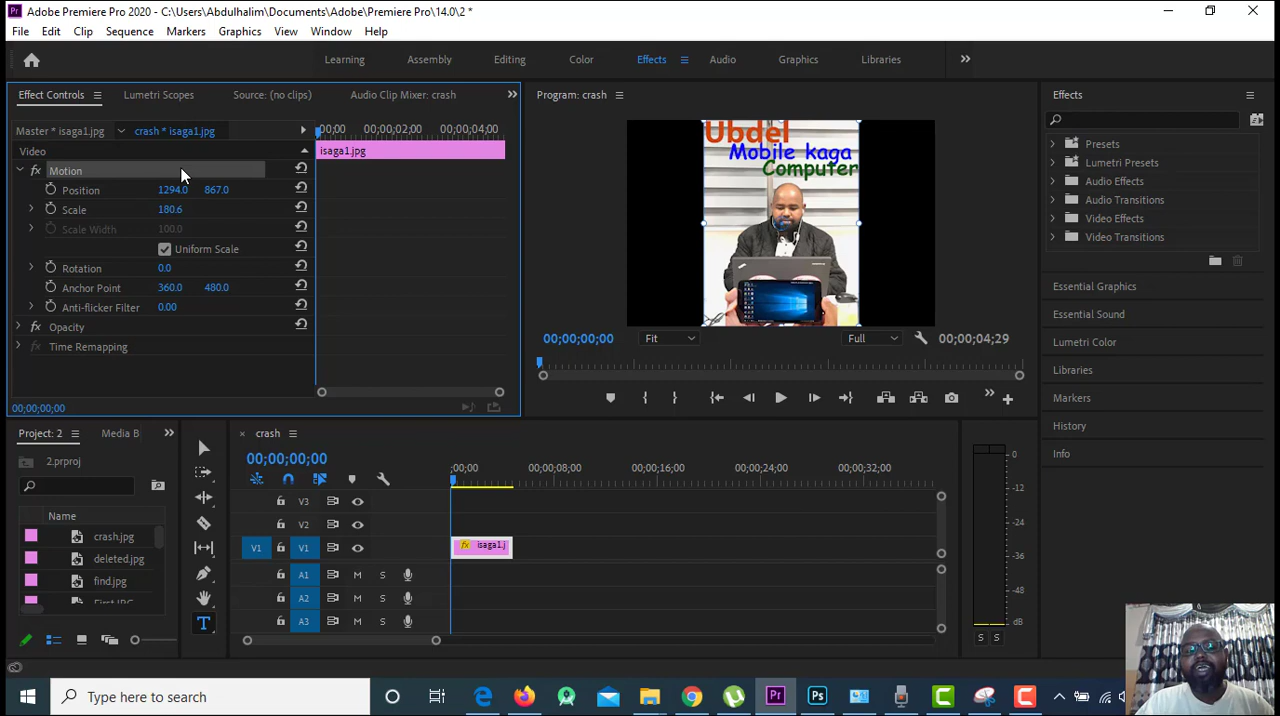 Adobe Premiere Pro 2020 - C:\Users\Abdulhalim\Documents\Adobe\Premiere Pro\14.0\2 *
File Edit Clip Sequence Markers Graphics View Window Help
Learning Assembly Editing Color Effects Audio Graphics Libraries
Effect Controls Lumetri Scopes Source: (no clips) Audio Clip Mixer: crash
Master * isaga1.jpg crash * isaga1.jpg
;00;00 00;00;02;00 00;00;04;00
Video
isaga1.jpg
fx Motion
Position 1294.0 867.0
Scale 180.6
Scale Width 100.0
Uniform Scale
Rotation 0.0
Anchor Point 360.0 480.0
Anti-flicker Filter 0.00
fx Opacity
fx Time Remapping
00;00;00;00
Program: crash
Ubdel
Mobile kaga
Computer
00;00;00;00 Fit Full 00;00;04;29
Effects
Presets
Lumetri Presets
Audio Effects
Audio Transitions
Video Effects
Video Transitions
Essential Graphics
Essential Sound
Lumetri Color
Libraries
Markers
History
Info
Project: 2 Media B
2.prproj
Name
crash.jpg
deleted.jpg
find.jpg
First.JPG
crash
00;00;00;00
;00;00 00;00;08;00 00;00;16;00 00;00;24;00 00;00;32;00
V3
V2
V1 V1 fx isaga1.j
A1 M S
A2 M S
A3 M S
0
-12
-24
-36
-48
dB
S S
Type here to search
Pr Ps